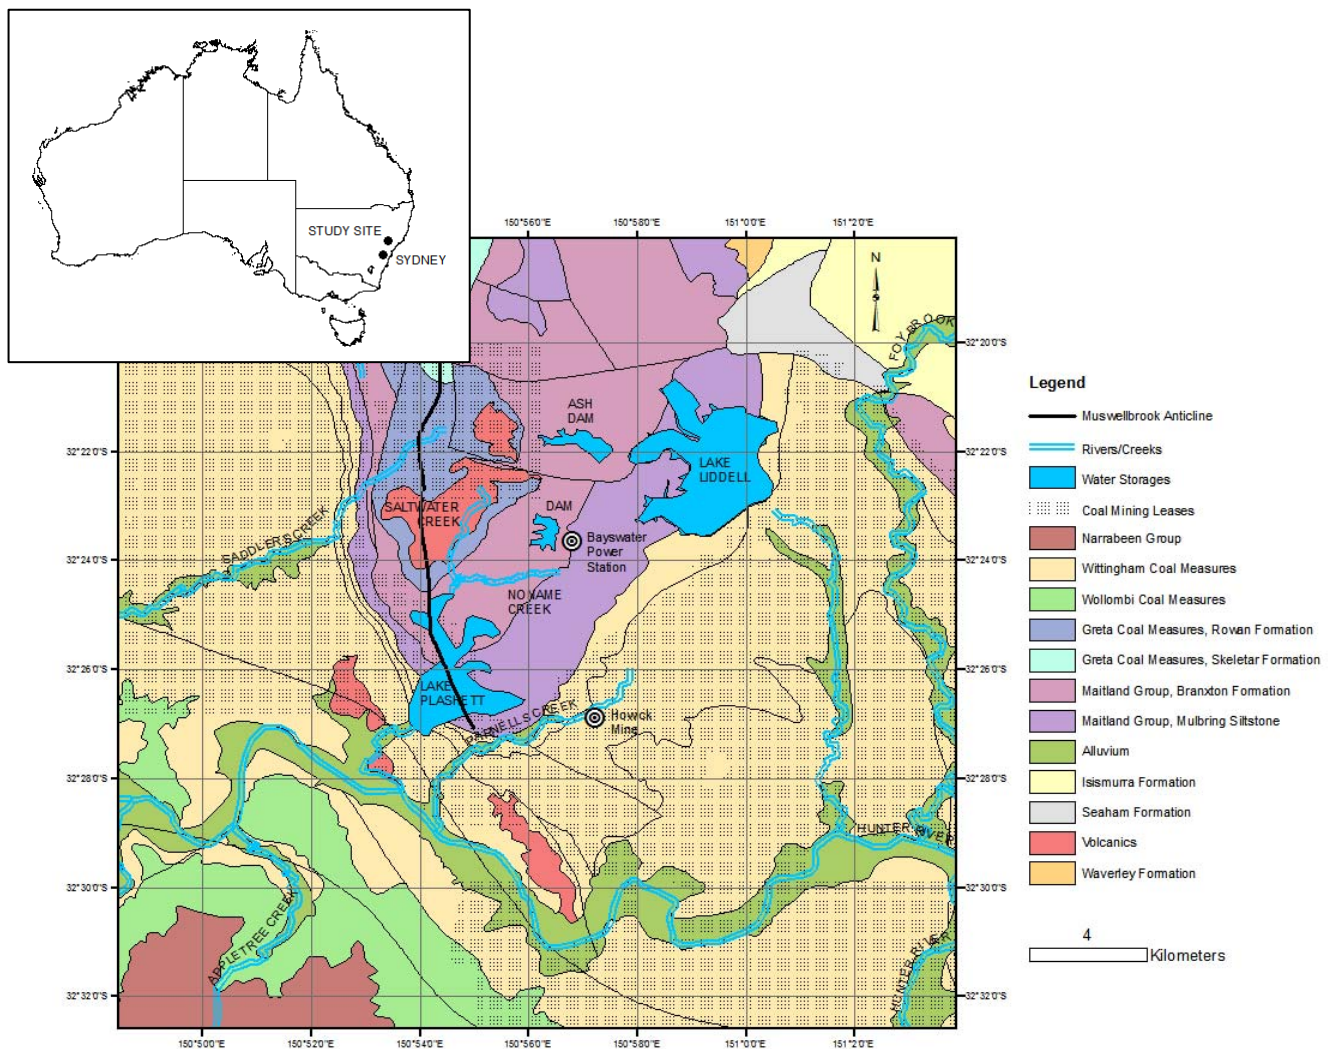 STUDY SITE
SYDNEY
150°56'0"E
150°58'0"E
151°0'0"E
151°2'0"E
N
FOY BROOK
32°20'0"S
ASH
DAM
32°22'0"S
32°22'0"S
LAKE
LIDDELL
SALTWATER
CREEK
DAM
SADDLERS CREEK
Bayswater
Power
Station
32°24'0"S
32°24'0"S
NO NAME
CREEK
32°26'0"S
32°26'0"S
LAKE
PLASHETT
PARNELLS CREEK
Howick
Mine
32°28'0"S
32°28'0"S
HUNTER RIVER
32°30'0"S
32°30'0"S
APPLETREE CREEK
HUNTER RIVER
32°32'0"S
32°32'0"S
150°50'0"E
150°52'0"E
150°54'0"E
150°56'0"E
150°58'0"E
151°0'0"E
151°2'0"E
Legend
Muswellbrook Anticline
Rivers/Creeks
Water Storages
Coal Mining Leases
Narrabeen Group
Wittingham Coal Measures
Wollombi Coal Measures
Greta Coal Measures, Rowan Formation
Greta Coal Measures, Skeletar Formation
Maitland Group, Branxton Formation
Maitland Group, Mulbring Siltstone
Alluvium
Isismurra Formation
Seaham Formation
Volcanics
Waverley Formation
4
Kilometers